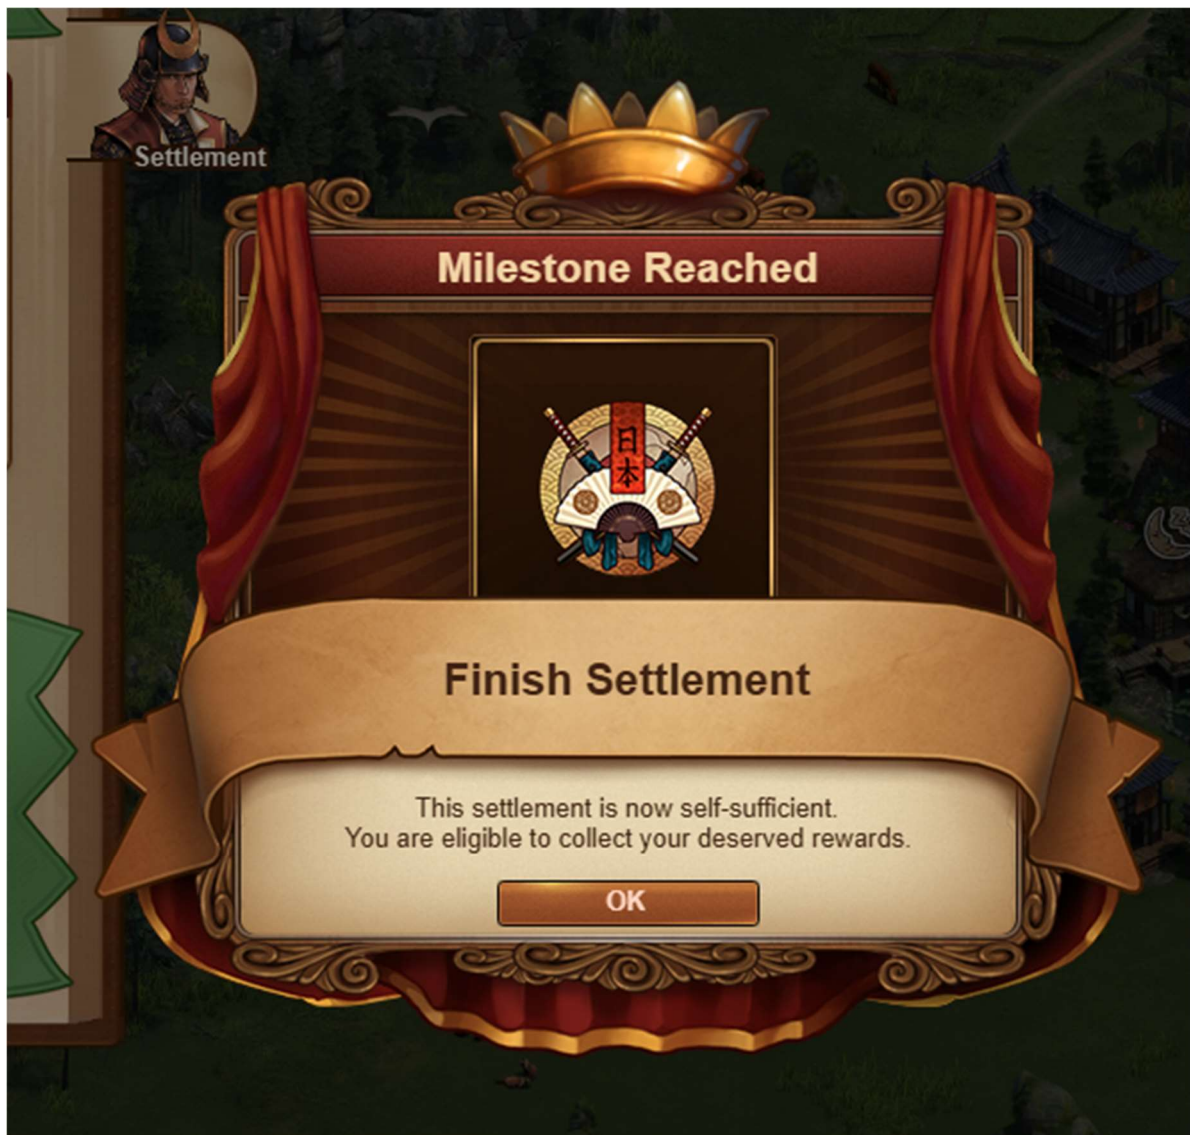 Settlement
Milestone Reached
日
本
Finish Settlement
This settlement is now self-sufficient.
You are eligible to collect your deserved rewards.
OK